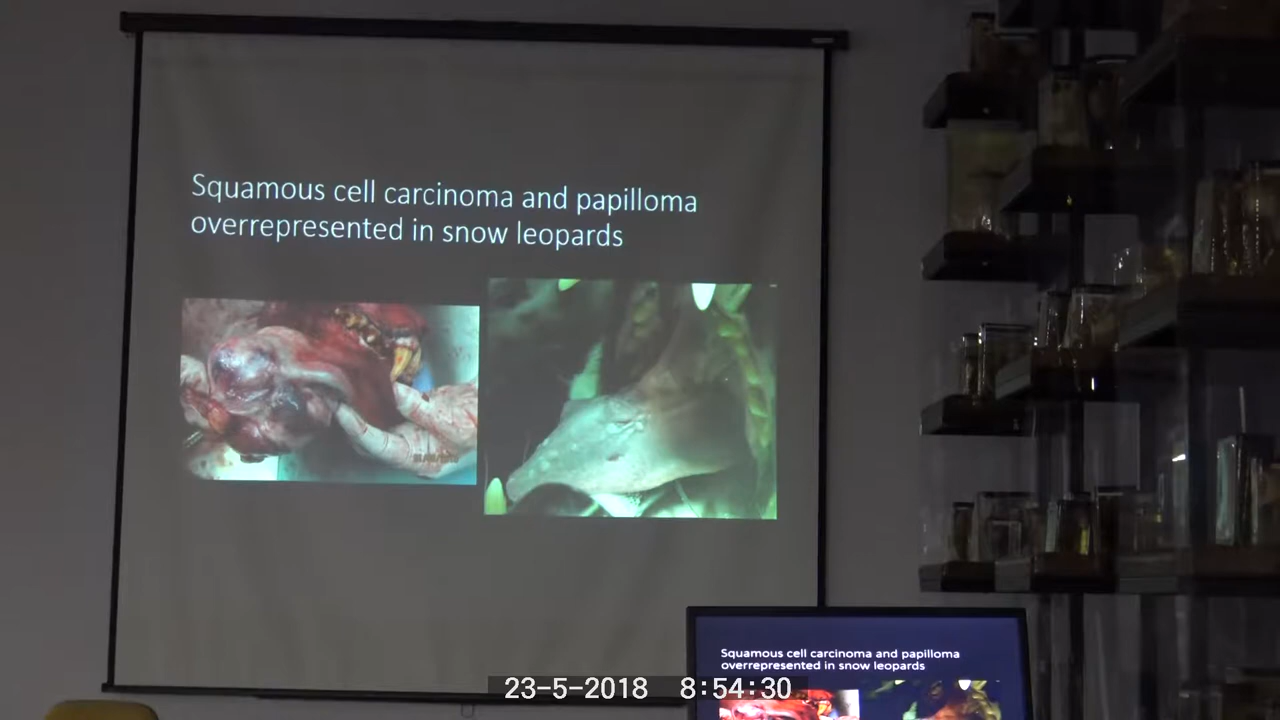 Squamous cell carcinoma and papilloma
overrepresented in snow leopards
Squamous cell carcinoma and papilloma
overrepresented in snow leopards
23-5-2018 8:54:30